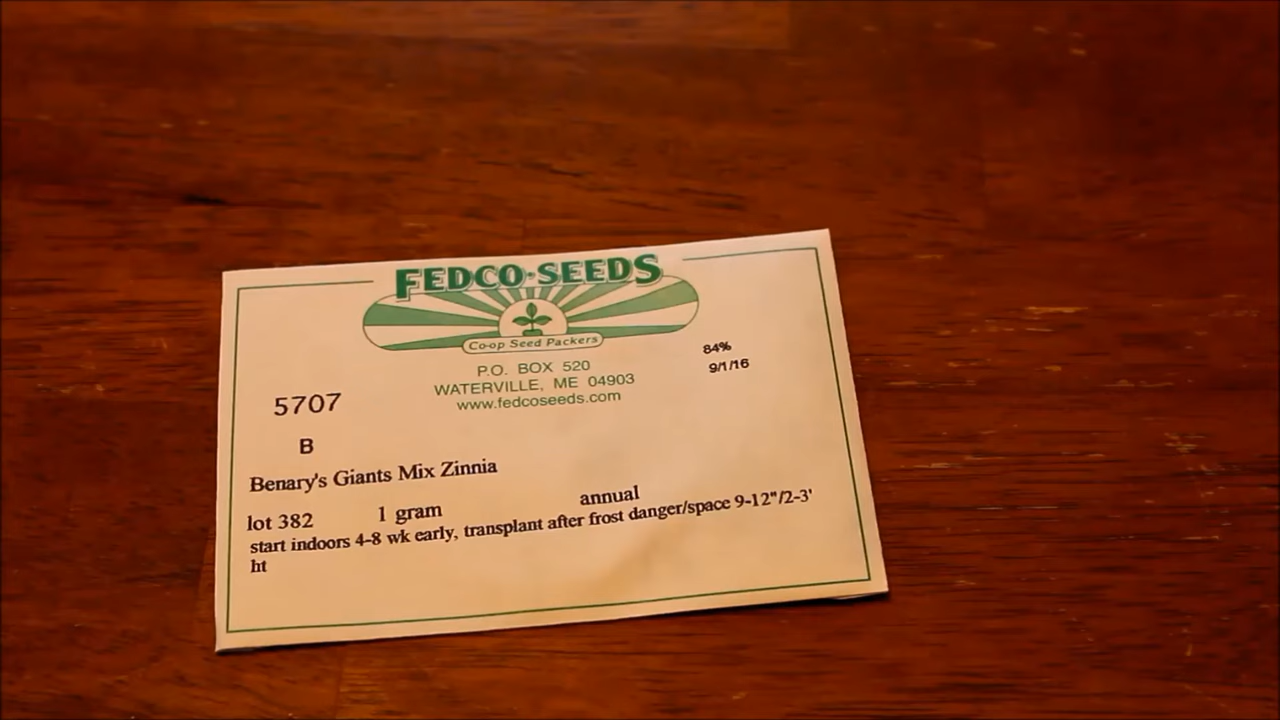 FEDCO·SEEDS
Co-op Seed Packers
P.O. BOX 520
WATERVILLE, ME 04903
www.fedcoseeds.com
84%
9/1/16
5707
B
Benary's Giants Mix Zinnia
lot 382 1 gram annual
start indoors 4-8 wk early, transplant after frost danger/space 9-12"/2-3'
ht